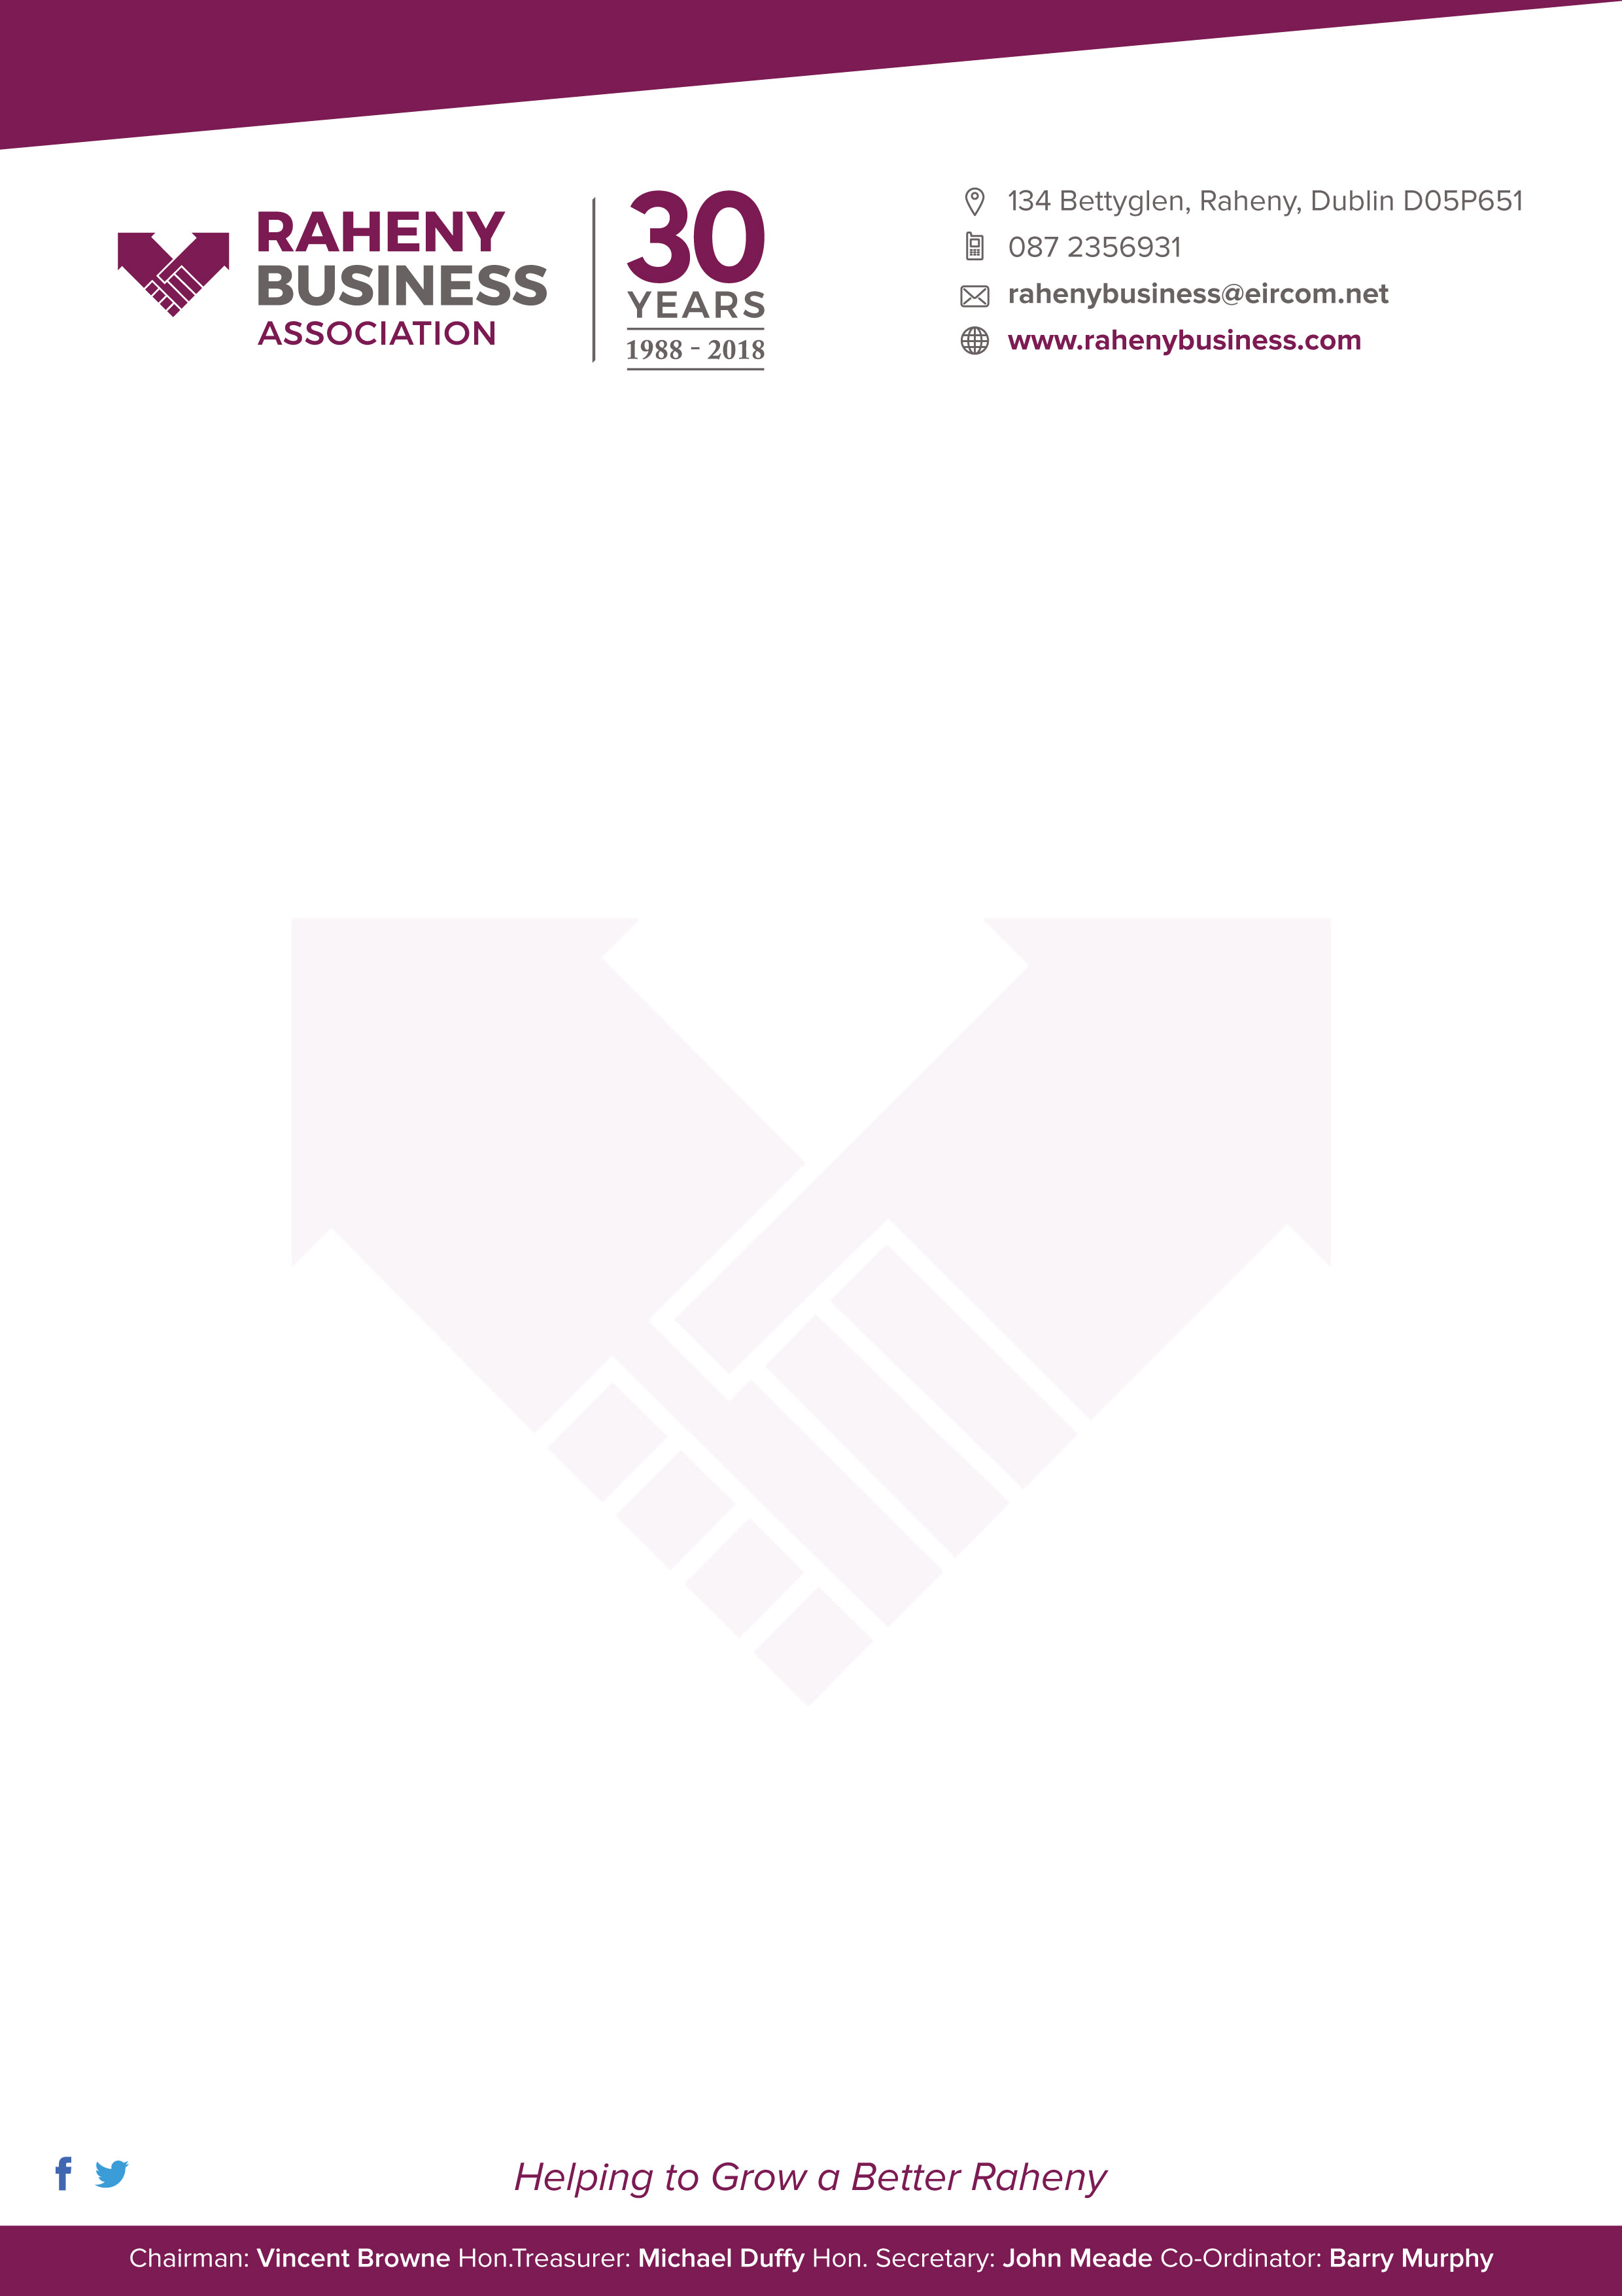 RAHENY
BUSINESS
ASSOCIATION
30
YEARS
1988 - 2018
134 Bettyglen, Raheny, Dublin D05P651
087 2356931
rahenybusiness@eircom.net
www.rahenybusiness.com
Helping to Grow a Better Raheny
Chairman: Vincent Browne Hon.Treasurer: Michael Duffy Hon. Secretary: John Meade Co-Ordinator: Barry Murphy